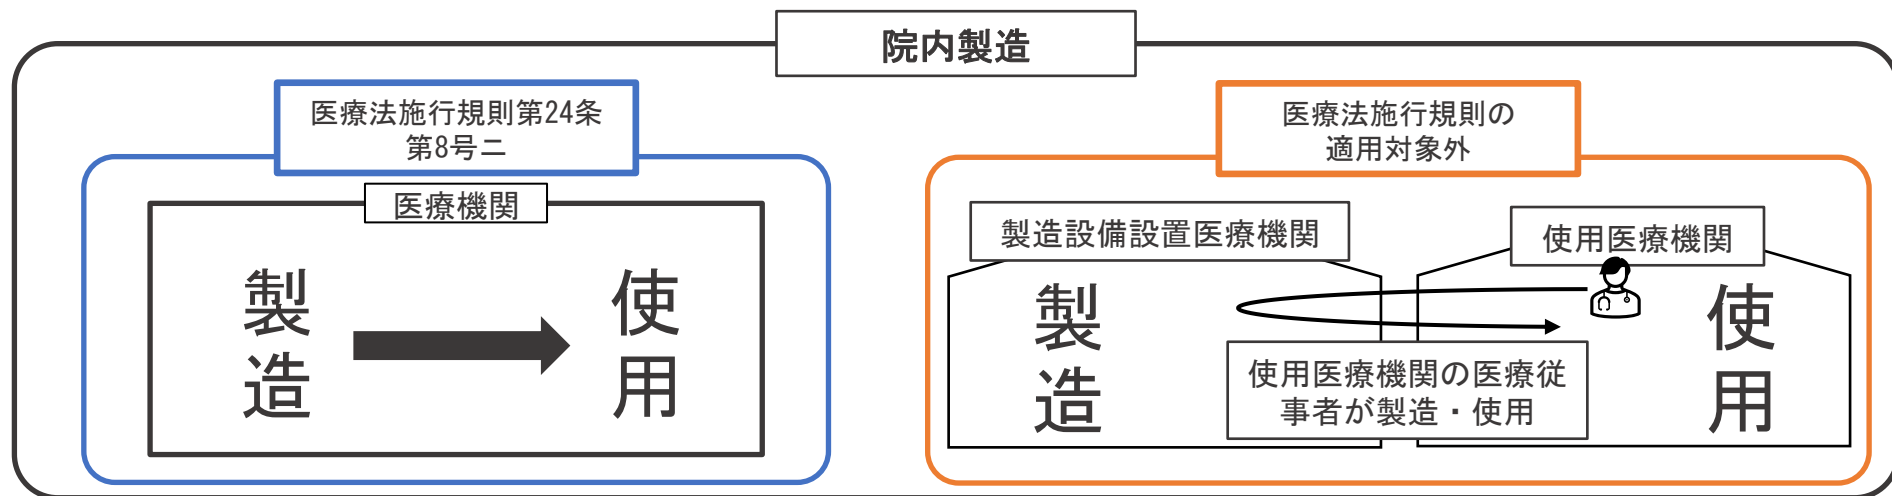 院内製造
医療法施行規則第24条
第8号ニ
医療機関
製造
使用
医療法施行規則の
適用対象外
製造設備設置医療機関
使用医療機関
製造
使用
使用医療機関の医療従
事者が製造・使用